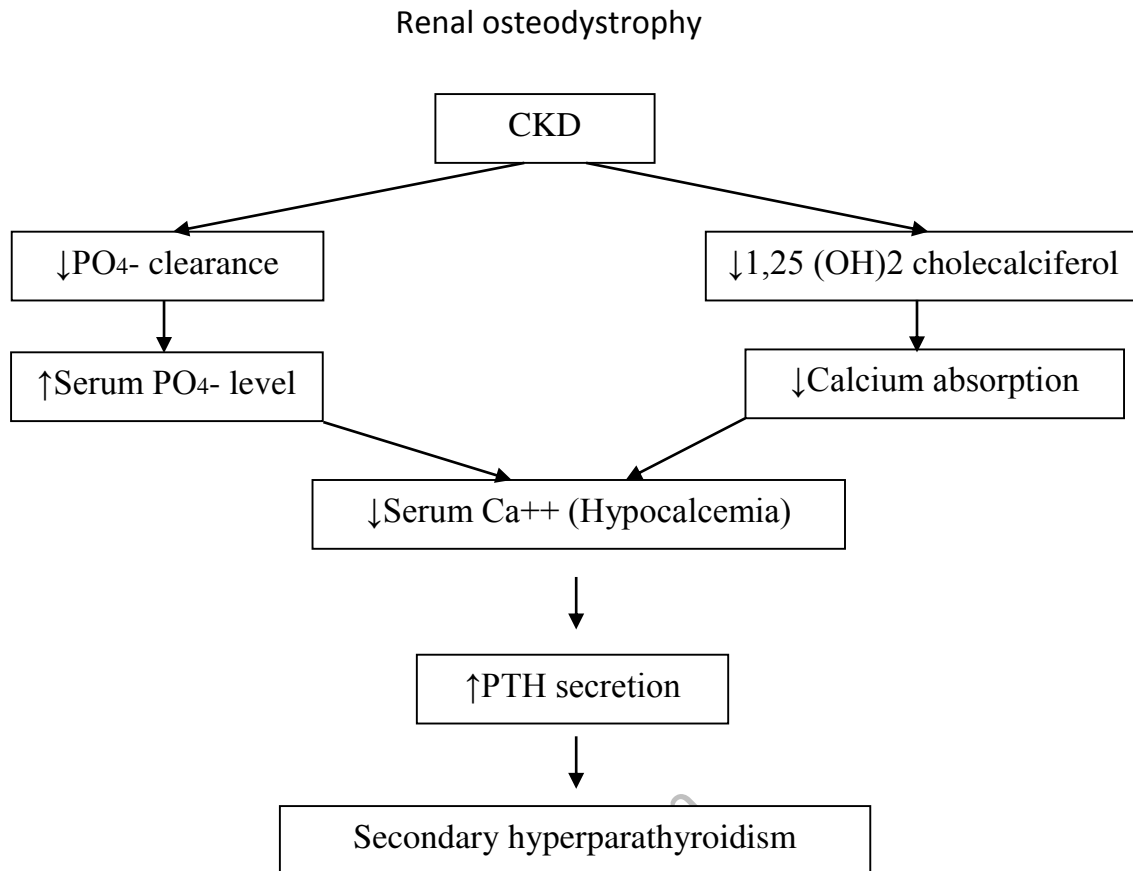 Renal osteodystrophy
CKD
↓PO₄- clearance
↓1,25 (OH)2 cholecalciferol
↑Serum PO₄- level
↓Calcium absorption
↓Serum Ca++ (Hypocalcemia)
↑PTH secretion
Secondary hyperparathyroidism